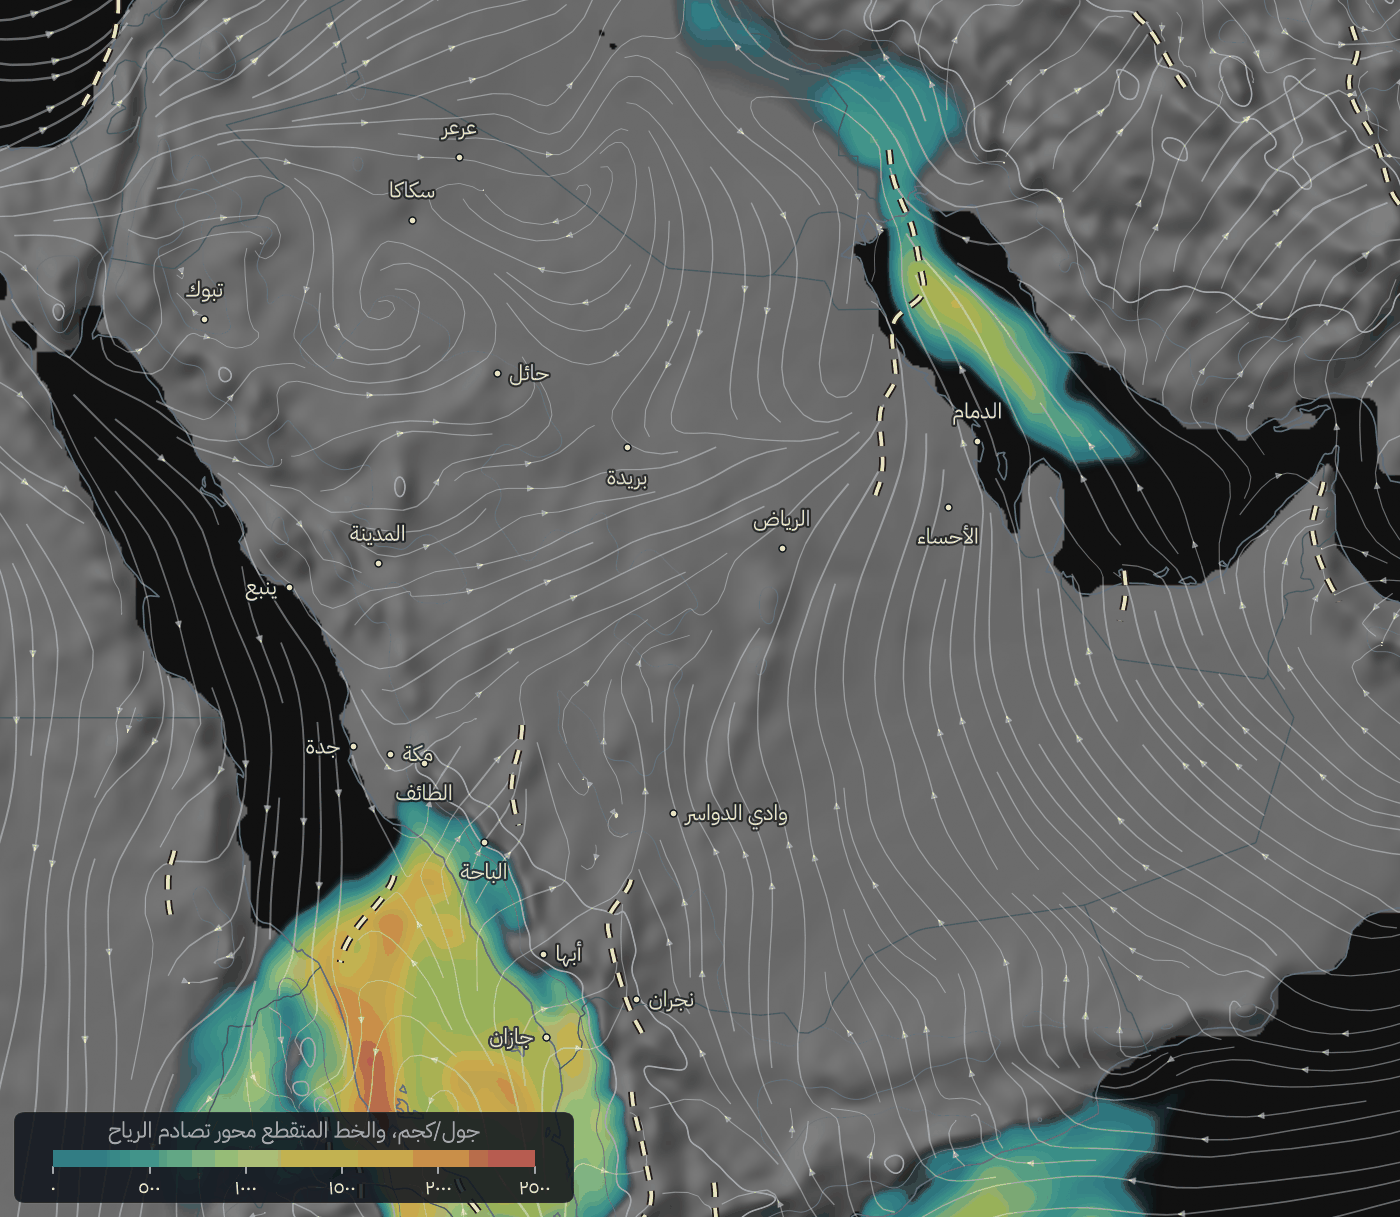 عرعر
سكاكا
تبوك
حائل
الدمام
بريدة
الرياض
الأحساء
المدينة
ينبع
جدة
مكة
الطائف
وادي الدواسر
الباحة
أبها
نجران
جازان
جول/كجم، والخط المتقطع محور تصادم الرياح
٠ ٥٠٠ ١٠٠٠ ١٥٠٠ ٢٠٠٠ ٢٥٠٠